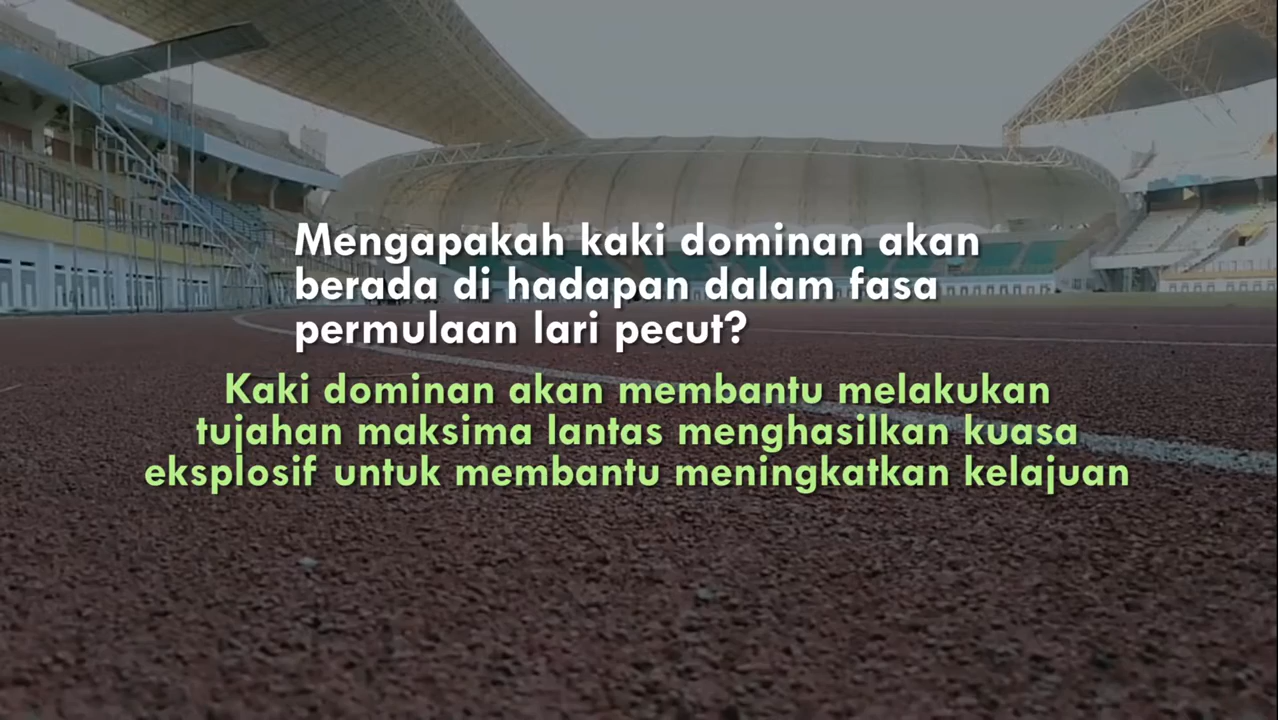 Mengapakah kaki dominan akan
berada di hadapan dalam fasa
permulaan lari pecut?
Kaki dominan akan membantu melakukan
tujahan maksima lantas menghasilkan kuasa
eksplosif untuk membantu meningkatkan kelajuan